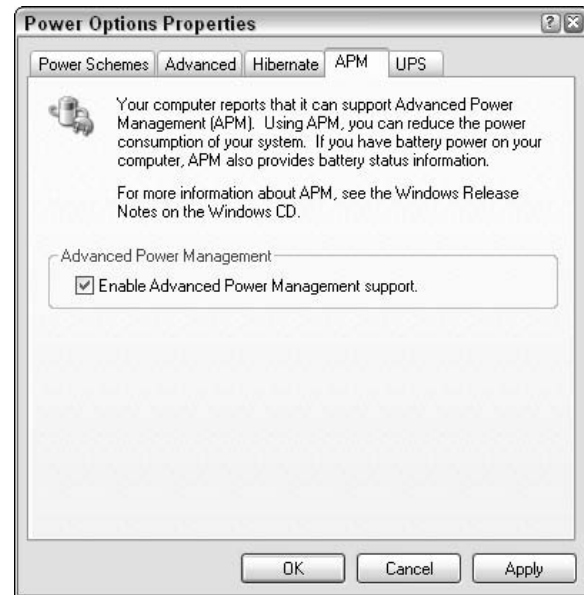 Power Options Properties
Power Schemes Advanced Hibernate APM UPS
Your computer reports that it can support Advanced Power
Management (APM). Using APM, you can reduce the power
consumption of your system. If you have battery power on your
computer, APM also provides battery status information.
For more information about APM, see the Windows Release
Notes on the Windows CD.
Advanced Power Management
Enable Advanced Power Management support.
OK Cancel Apply